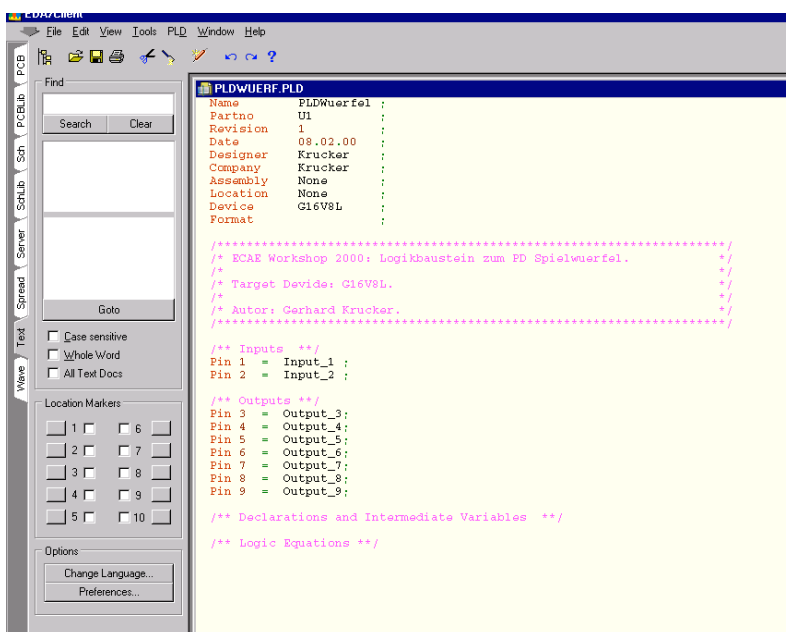 EDA/Client
File Edit View Tools PLD Window Help
PCB
PCBLib
Sch
SchLib
Server
Spread
Text
Wave
Find
Search Clear
Goto
Case sensitive
Whole Word
All Text Docs
Location Markers
1 6
2 7
3 8
4 9
5 10
Options
Change Language...
Preferences...
PLDWUERF.PLD
Name PLDWuerfel ;
Partno U1 ;
Revision 1 ;
Date 08.02.00 ;
Designer Krucker ;
Company Krucker ;
Assembly None ;
Location None ;
Device G16V8L ;
Format ;
/*********************************************************************/
/* ECAE Workshop 2000: Logikbaustein zum PD Spielwuerfel. */
/* */
/* Target Devide: G16V8L. */
/* */
/* Autor: Gerhard Krucker. */
/*********************************************************************/
/** Inputs **/
Pin 1 = Input_1 ;
Pin 2 = Input_2 ;
/** Outputs **/
Pin 3 = Output_3;
Pin 4 = Output_4;
Pin 5 = Output_5;
Pin 6 = Output_6;
Pin 7 = Output_7;
Pin 8 = Output_8;
Pin 9 = Output_9;
/** Declarations and Intermediate Variables **/
/** Logic Equations **/